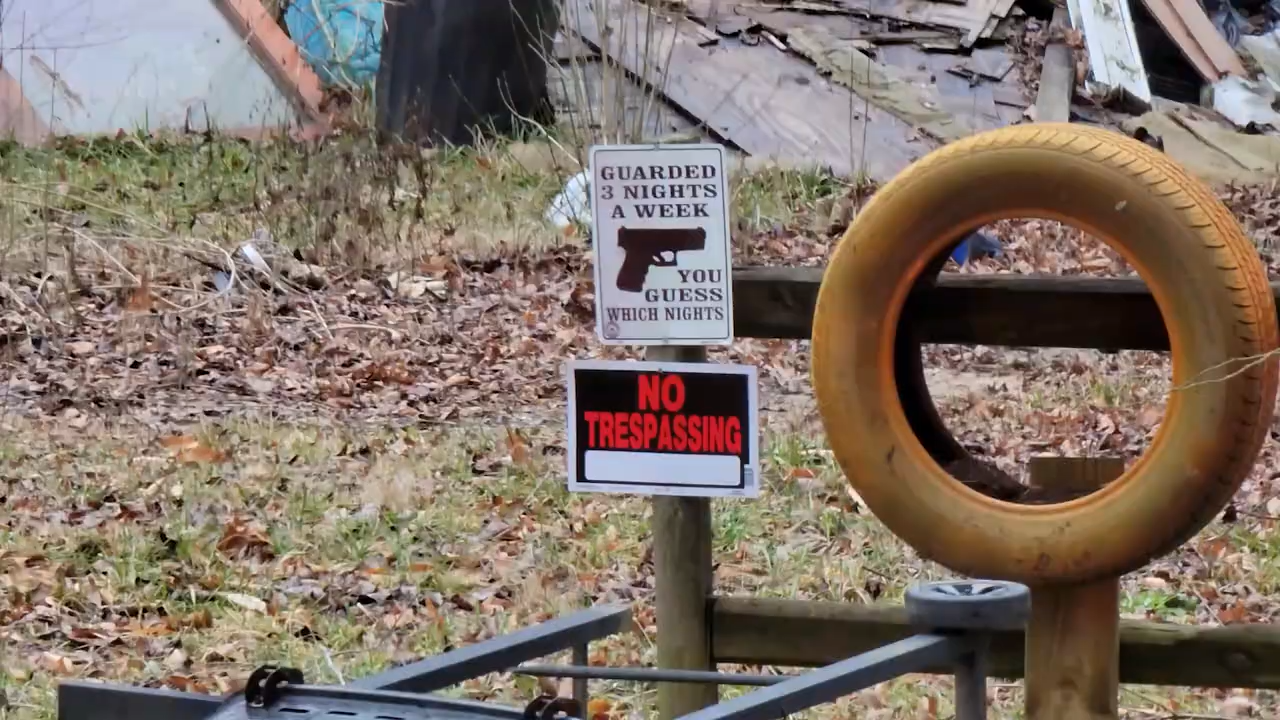 GUARDED
3 NIGHTS
A WEEK
YOU
GUESS
WHICH NIGHTS
NO
TRESPASSING